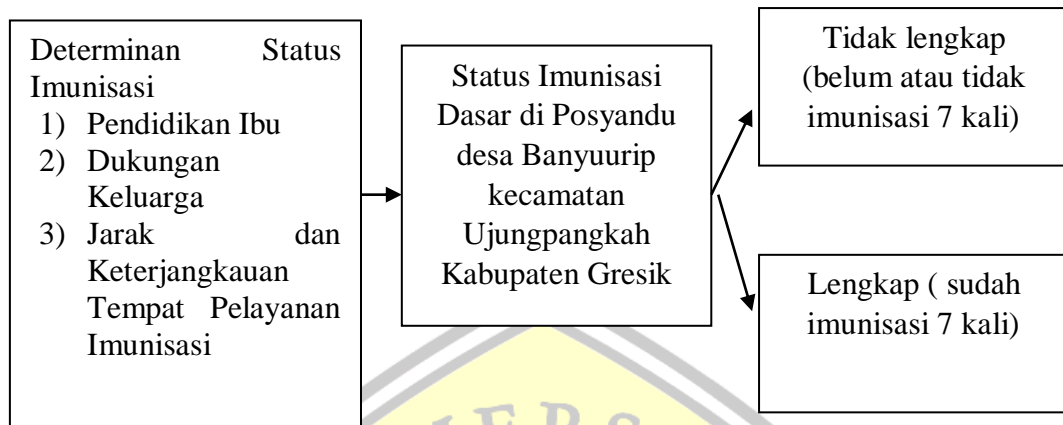 Determinan Status
Imunisasi
1) Pendidikan Ibu
2) Dukungan
Keluarga
3) Jarak dan
Keterjangkauan
Tempat Pelayanan
Imunisasi
Status Imunisasi
Dasar di Posyandu
desa Banyuurip
kecamatan
Ujungpangkah
Kabupaten Gresik
Tidak lengkap
(belum atau tidak
imunisasi 7 kali)
Lengkap ( sudah
imunisasi 7 kali)